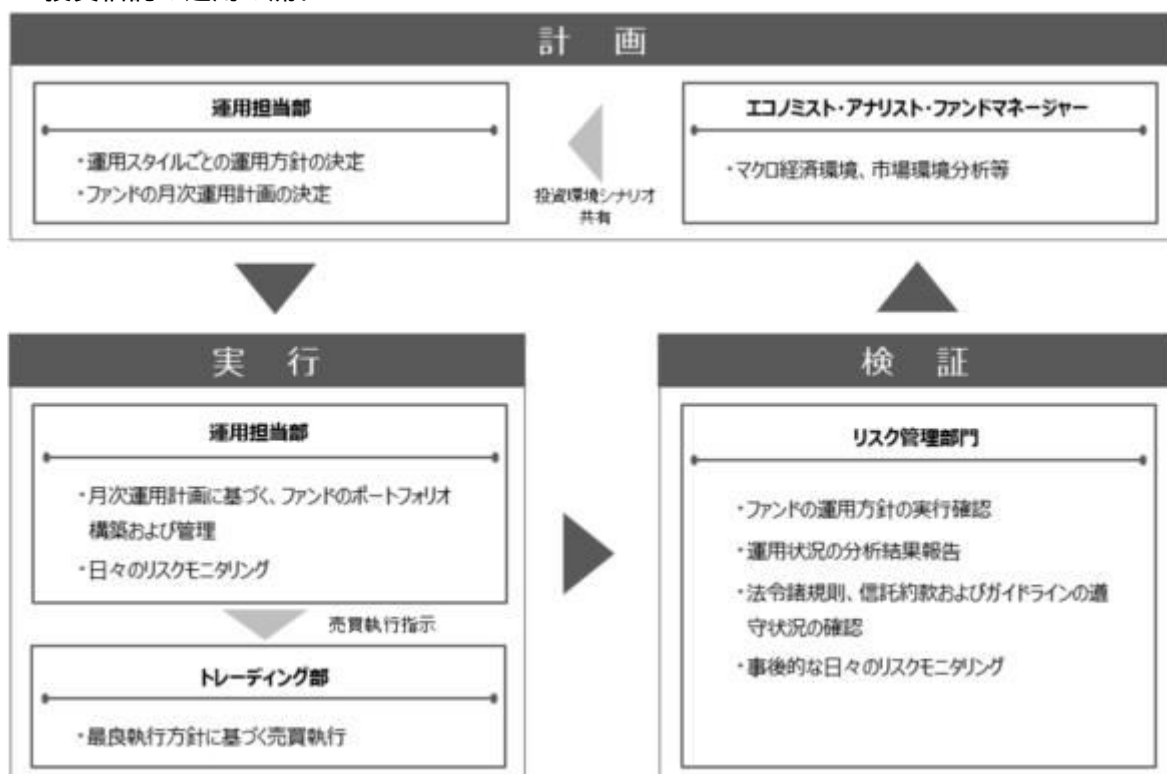 計 画
運用担当部
・運用スタイルごとの運用方針の決定
・ファンドの月次運用計画の決定
投資環境シナリオ
共有
エコノミスト・アナリスト・ファンドマネージャー
・マクロ経済環境、市場環境分析等
実 行
運用担当部
・月次運用計画に基づく、ファンドのポートフォリオ
構築および管理
・日々のリスクモニタリング
売買執行指示
トレーディング部
・最良執行方針に基づく売買執行
検 証
リスク管理部門
・ファンドの運用方針の実行確認
・運用状況の分析結果報告
・法令諸規則、信託約款およびガイドラインの遵
守状況の確認
・事後的な日々のリスクモニタリング